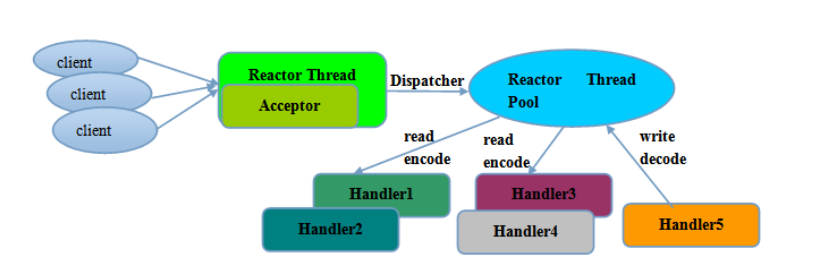 client
client
client
Reactor Thread
Acceptor
Dispatcher
Reactor Thread
Pool
read
encode
read
encode
write
decode
Handler1
Handler2
Handler3
Handler4
Handler5